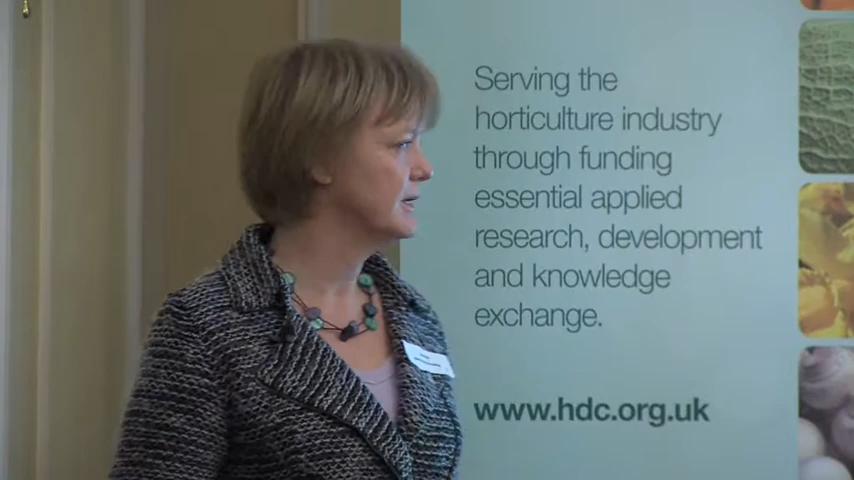 Serving the
horticulture industry
through funding
essential applied
research, development
and knowledge
exchange.
www.hdc.org.uk